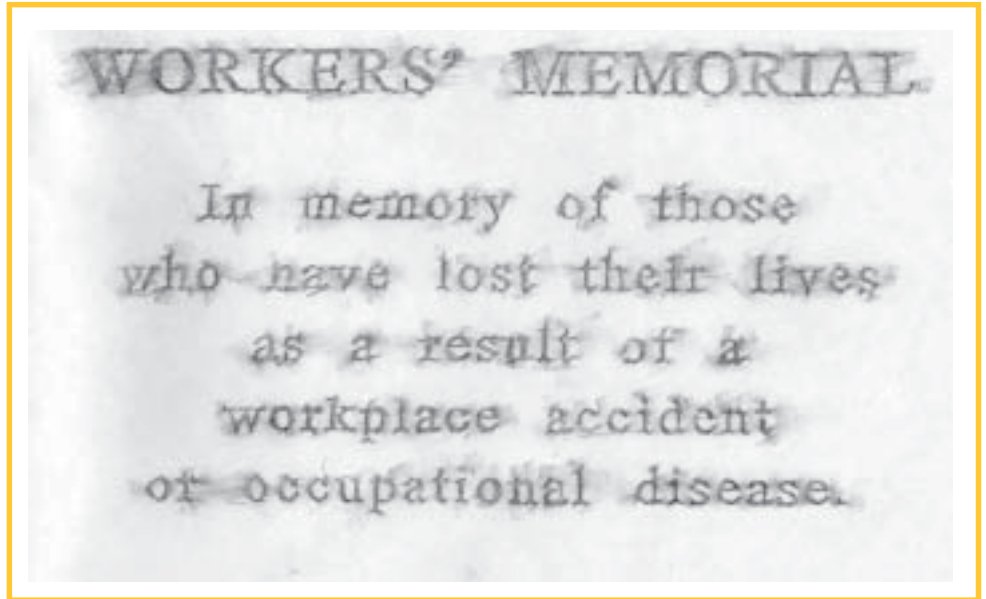 WORKERS' MEMORIAL
In memory of those
who have lost their lives
as a result of a
workplace accident
or occupational disease.